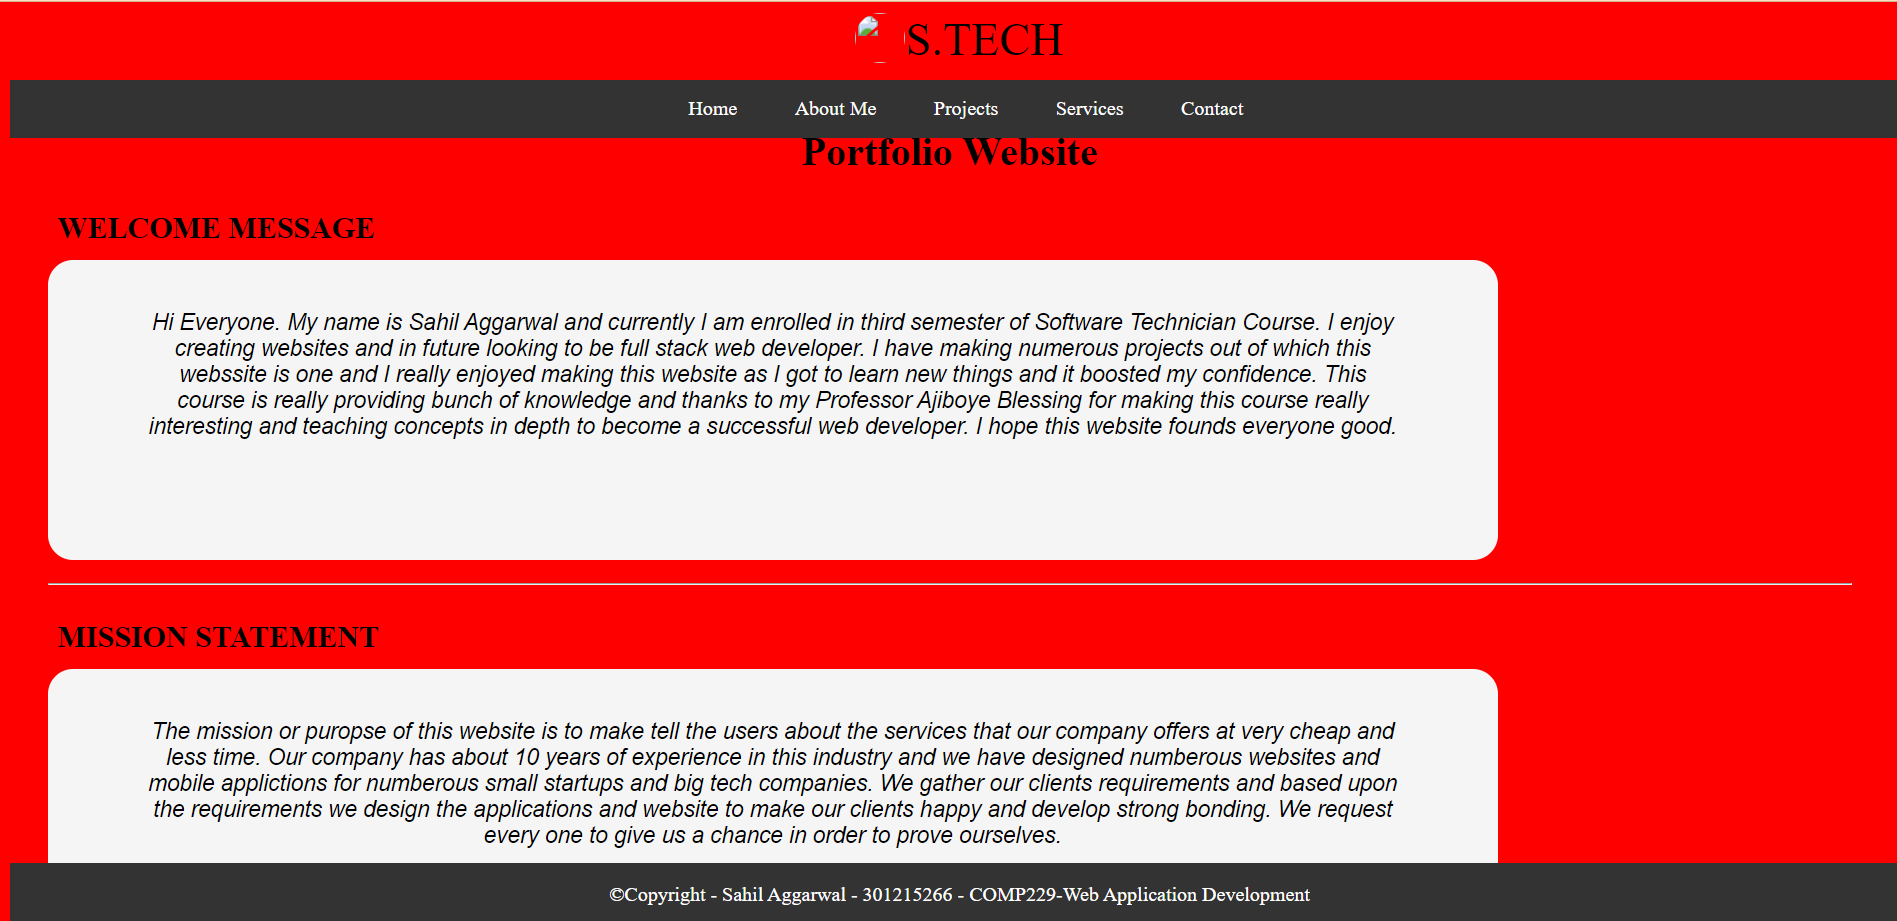 S.TECH
Home About Me Projects Services Contact
Portfolio Website
WELCOME MESSAGE
Hi Everyone. My name is Sahil Aggarwal and currently I am enrolled in third semester of Software Technician Course. I enjoy
creating websites and in future looking to be full stack web developer. I have making numerous projects out of which this
webssite is one and I really enjoyed making this website as I got to learn new things and it boosted my confidence. This
course is really providing bunch of knowledge and thanks to my Professor Ajiboye Blessing for making this course really
interesting and teaching concepts in depth to become a successful web developer. I hope this website founds everyone good.
MISSION STATEMENT
The mission or puropse of this website is to make tell the users about the services that our company offers at very cheap and
less time. Our company has about 10 years of experience in this industry and we have designed numberous websites and
mobile applictions for numberous small startups and big tech companies. We gather our clients requirements and based upon
the requirements we design the applications and website to make our clients happy and develop strong bonding. We request
every one to give us a chance in order to prove ourselves.
©Copyright - Sahil Aggarwal - 301215266 - COMP229-Web Application Development